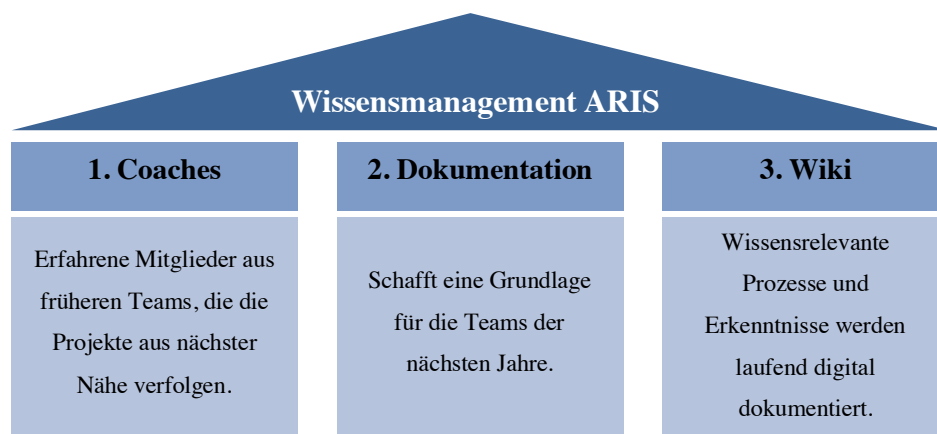 Wissensmanagement ARIS
1. Coaches
Erfahrene Mitglieder aus
früheren Teams, die die
Projekte aus nächster
Nähe verfolgen.
2. Dokumentation
Schafft eine Grundlage
für die Teams der
nächsten Jahre.
3. Wiki
Wissensrelevante
Prozesse und
Erkenntnisse werden
laufend digital
dokumentiert.